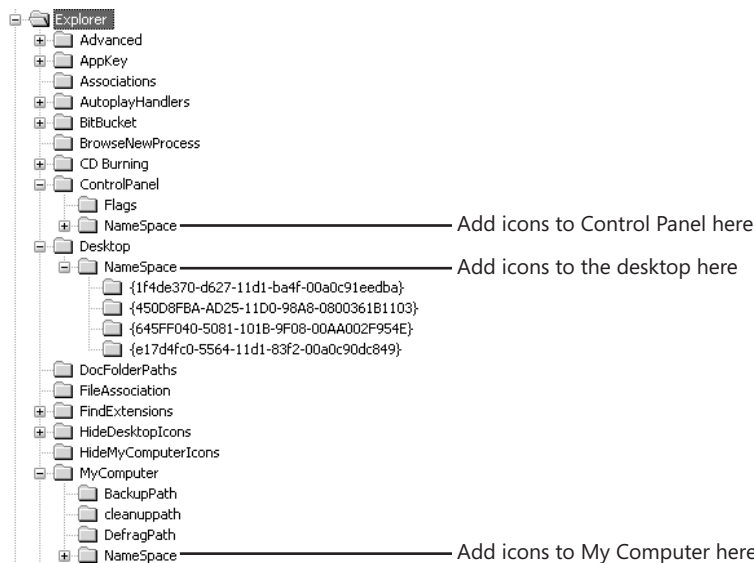 Explorer
Advanced
AppKey
Associations
AutoplayHandlers
BitBucket
BrowseNewProcess
CD Burning
ControlPanel
Flags
NameSpace Add icons to Control Panel here
Desktop
NameSpace Add icons to the desktop here
{1f4de370-d627-11d1-ba4f-00a0c91eedba}
{450D8FBA-AD25-11D0-98A8-0800361B1103}
{645FF040-5081-101B-9F08-00AA002F954E}
{e17d4fc0-5564-11d1-83f2-00a0c90dc849}
DocFolderPaths
FileAssociation
FindExtensions
HideDesktopIcons
HideMyComputerIcons
MyComputer
BackupPath
cleanuppath
DefragPath
NameSpace Add icons to My Computer here